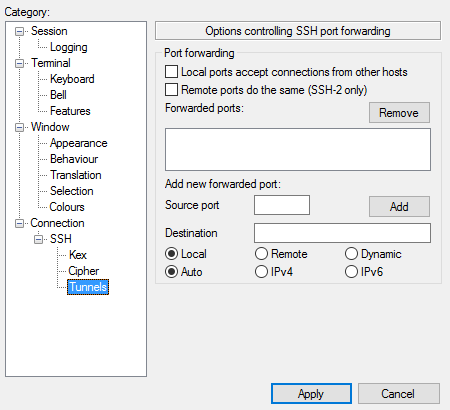 Category:
Session
Logging
Terminal
Keyboard
Bell
Features
Window
Appearance
Behaviour
Translation
Selection
Colours
Connection
SSH
Kex
Cipher
Tunnels
Options controlling SSH port forwarding
Port forwarding
Local ports accept connections from other hosts
Remote ports do the same (SSH-2 only)
Forwarded ports:
Remove
Add new forwarded port:
Source port
Add
Destination
Local Remote Dynamic
Auto IPv4 IPv6
Apply Cancel